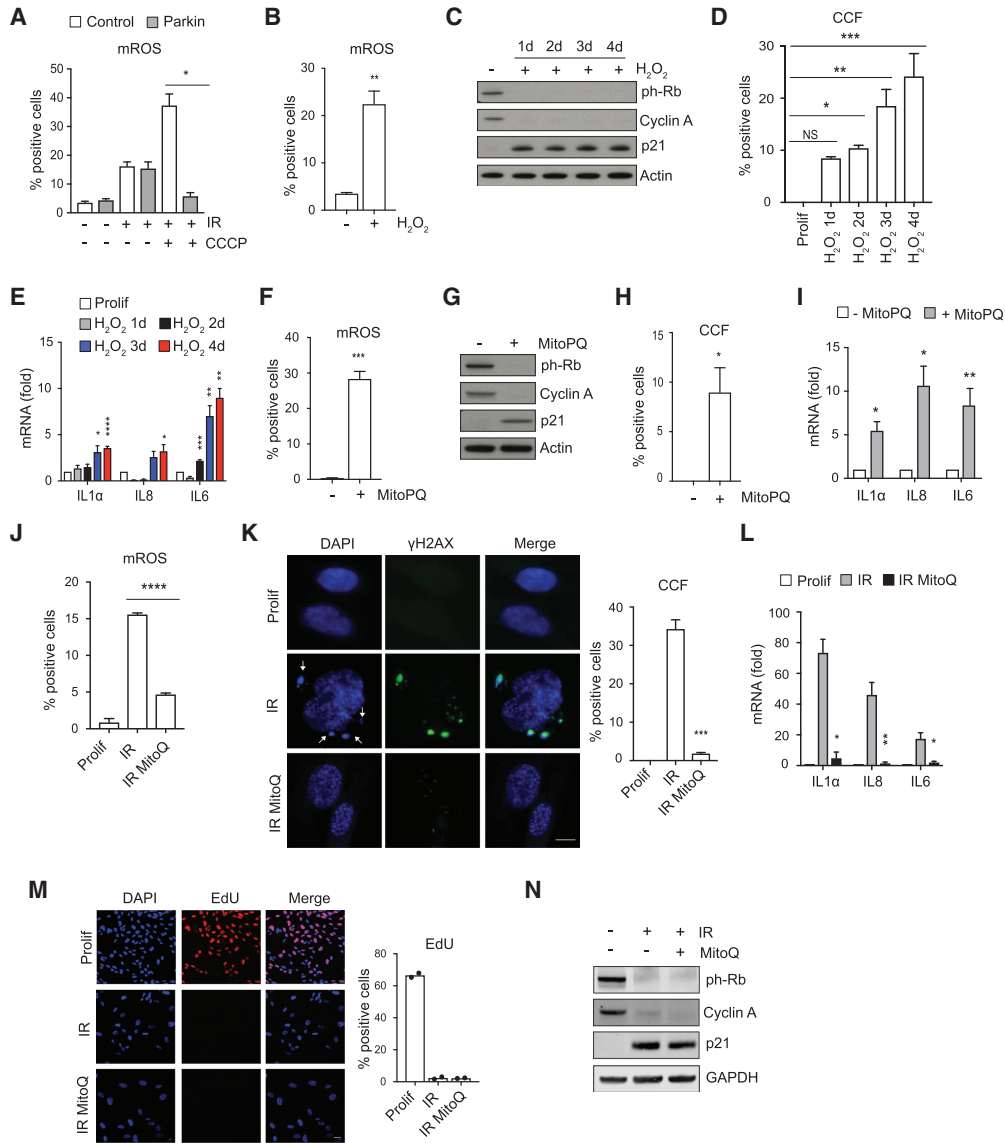 A
Control Parkin
mROS
% positive cells
50
40
30
20
10
0
- - + + + + IR
- - - - + + CCCP
*
B
mROS
% positive cells
30
20
10
0
**
- + H2O2
C
1d 2d 3d 4d
- + + + + H2O2
ph-Rb
Cyclin A
p21
Actin
D
CCF
% positive cells
30
20
10
0
***
**
*
NS
Prolif
H2O2 1d
H2O2 2d
H2O2 3d
H2O2 4d
E
Prolif
H2O2 1d H2O2 2d
H2O2 3d H2O2 4d
mRNA (fold)
15
10
5
0
* **** * *** ** **
IL1α IL8 IL6
F
mROS
% positive cells
40
30
20
10
0
***
- + MitoPQ
G
- + MitoPQ
ph-Rb
Cyclin A
p21
Actin
H
CCF
% positive cells
15
10
5
0
*
- + MitoPQ
I
- MitoPQ + MitoPQ
mRNA (fold)
15
10
5
0
* * **
IL1α IL8 IL6
J
mROS
% positive cells
20
15
10
5
0
****
Prolif
IR
IR MitoQ
K
DAPI γH2AX Merge
Prolif
IR
IR MitoQ
CCF
% positive cells
40
30
20
10
0
***
Prolif
IR
IR MitoQ
L
Prolif IR IR MitoQ
mRNA (fold)
100
80
60
40
20
0
* ** *
IL1α IL8 IL6
M
DAPI EdU Merge
Prolif
IR
IR MitoQ
EdU
% positive cells
80
60
40
20
0
Prolif
IR
IR MitoQ
N
- + + IR
- - + MitoQ
ph-Rb
Cyclin A
p21
GAPDH